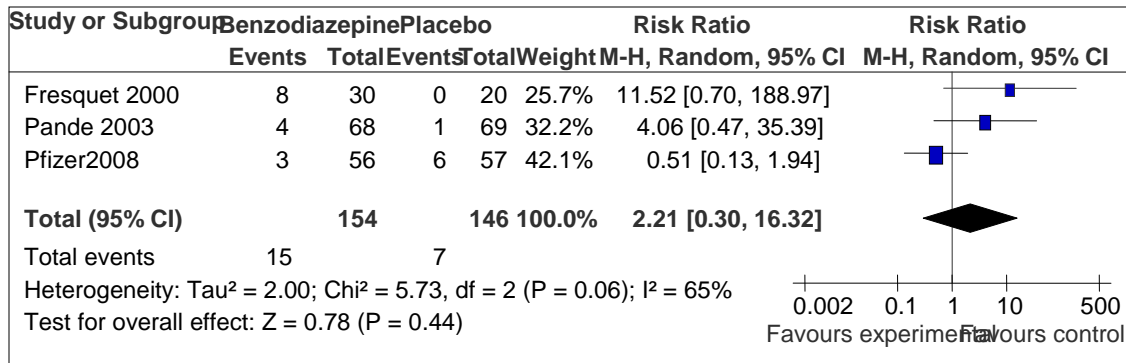 Study or Subgroup Benzodiazepine Placebo Risk Ratio Risk Ratio
Events Total Events Total Weight M-H, Random, 95% CI M-H, Random, 95% CI
Fresquet 2000 8 30 0 20 25.7% 11.52 [0.70, 188.97]
Pande 2003 4 68 1 69 32.2% 4.06 [0.47, 35.39]
Pfizer2008 3 56 6 57 42.1% 0.51 [0.13, 1.94]
Total (95% CI) 154 146 100.0% 2.21 [0.30, 16.32]
Total events 15 7
Heterogeneity: Tau² = 2.00; Chi² = 5.73, df = 2 (P = 0.06); I² = 65%
Test for overall effect: Z = 0.78 (P = 0.44)
0.002 0.1 1 10 500
Favours experimental Favours control